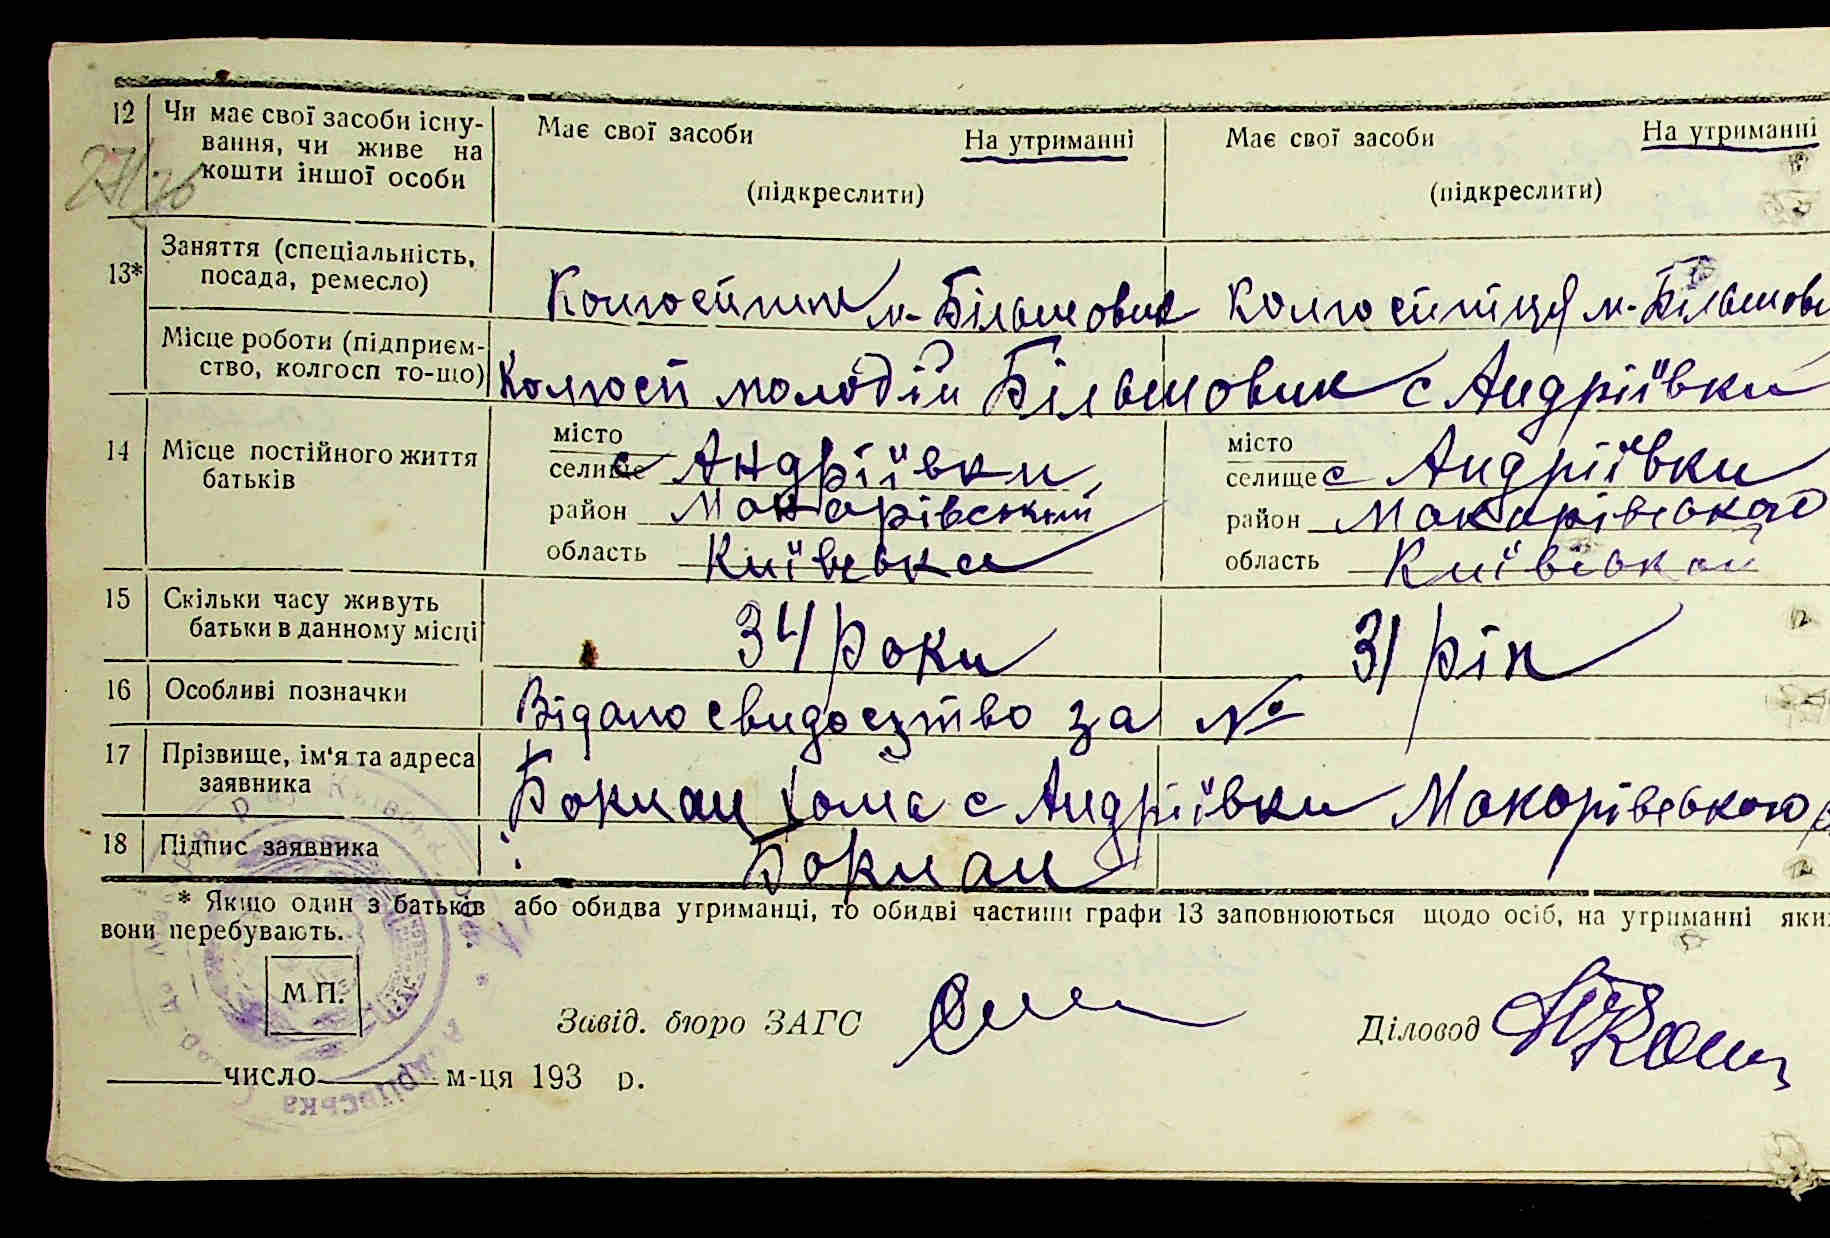 12 Чи має свої засоби існу- Має свої засоби На утриманні Має свої засоби На утриманні
вання, чи живе на
кошти іншої особи (підкреслити) (підкреслити)
13* Заняття (спеціальність,
посада, ремесло) Колгоспник м-Більшовик Колгоспниця м-Більшови
Місце роботи (підприєм-
ство, колгосп то-що) Колгосп молодий Більшовик с Андріївки
14 Місце постійного життя місто місто
батьків селище с Андріївки селище с Андріївки
район Макарівський район Макарівського
область Київська область Київської
15 Скільки часу живуть
батьки в данному місці 34 роки 31 рік
16 Особливі позначки Відано свидоцтво за №
17 Прізвище, ім'я та адреса
заявника Хома с Андріївки Макарівського р
18 Підпис заявника
* Якщо один з батьків або обидва утриманці, то обидві частини графи 13 заповнюються щодо осіб, на утриманні яки
вони перебувають.
М.П.
Завід. бюро ЗАГС Діловод
число м-ця 193 р.